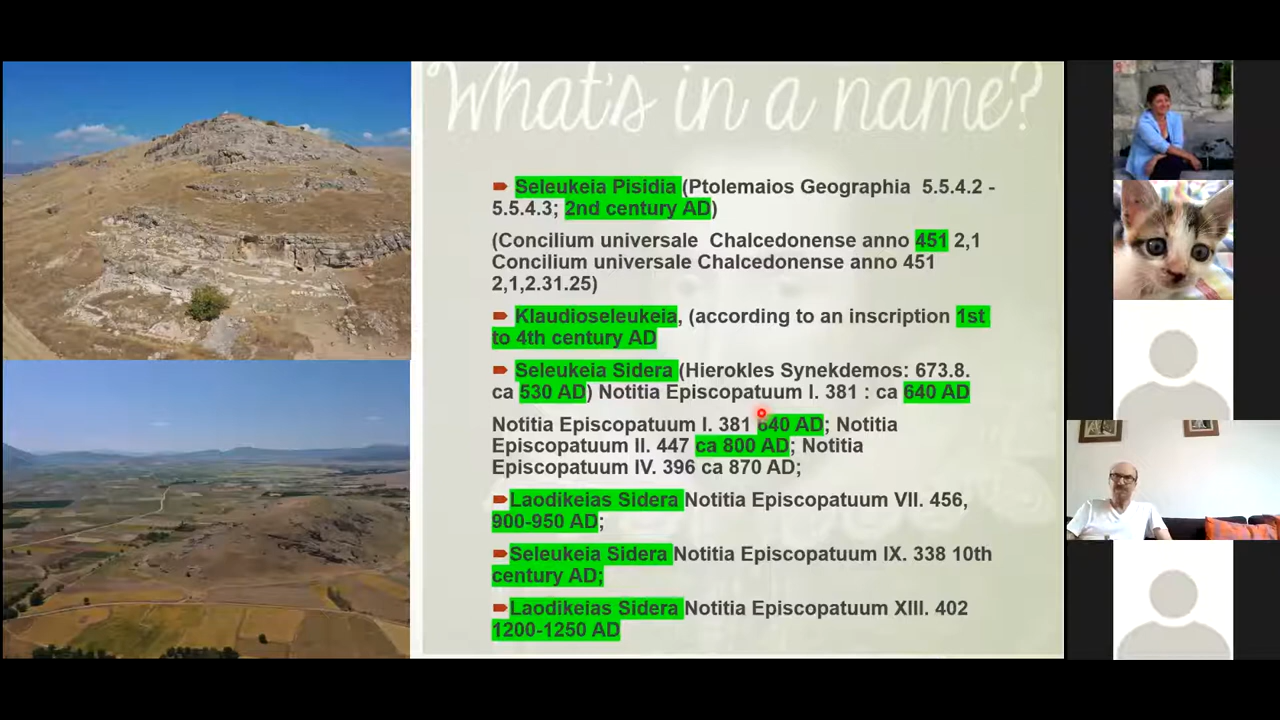 What's in a name?
Seleukeia Pisidia (Ptolemaios Geographia 5.5.4.2 -
5.5.4.3; 2nd century AD)
(Concilium universale Chalcedonense anno 451 2,1
Concilium universale Chalcedonense anno 451
2,1,2.31.25)
Klaudioseleukeia, (according to an inscription 1st
to 4th century AD
Seleukeia Sidera (Hierokles Synekdemos: 673.8.
ca 530 AD) Notitia Episcopatuum I. 381 : ca 640 AD
Notitia Episcopatuum I. 381 640 AD; Notitia
Episcopatuum II. 447 ca 800 AD; Notitia
Episcopatuum IV. 396 ca 870 AD;
Laodikeias Sidera Notitia Episcopatuum VII. 456,
900-950 AD;
Seleukeia Sidera Notitia Episcopatuum IX. 338 10th
century AD;
Laodikeias Sidera Notitia Episcopatuum XIII. 402
1200-1250 AD